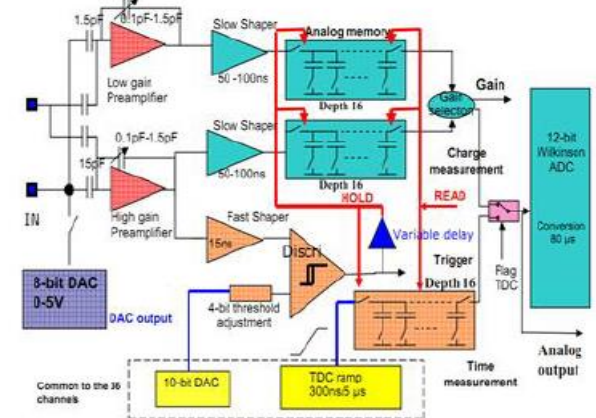 1.5pF
0.1pF-1.5pF
Slow Shaper
Analog memory
50-100ns
Depth 16
Low gain
Preamplifier
Gain
Gain
selection
Slow Shaper
0.1pF-1.5pF
15pF
50-100ns
Depth 16
12-bit
Wilkinson
ADC
Charge
measurement
HOLD
READ
IN
High gain
Preamplifier
Fast Shaper
15ns
Discri
Variable delay
Conversion
80 µs
Trigger
Flag
TDC
Depth 16
8-bit DAC
0-5V
DAC output
4-bit threshold
adjustment
Analog
output
Time
measurement
Common to the 36
channels
10-bit DAC
TDC ramp
300ns/5 µs